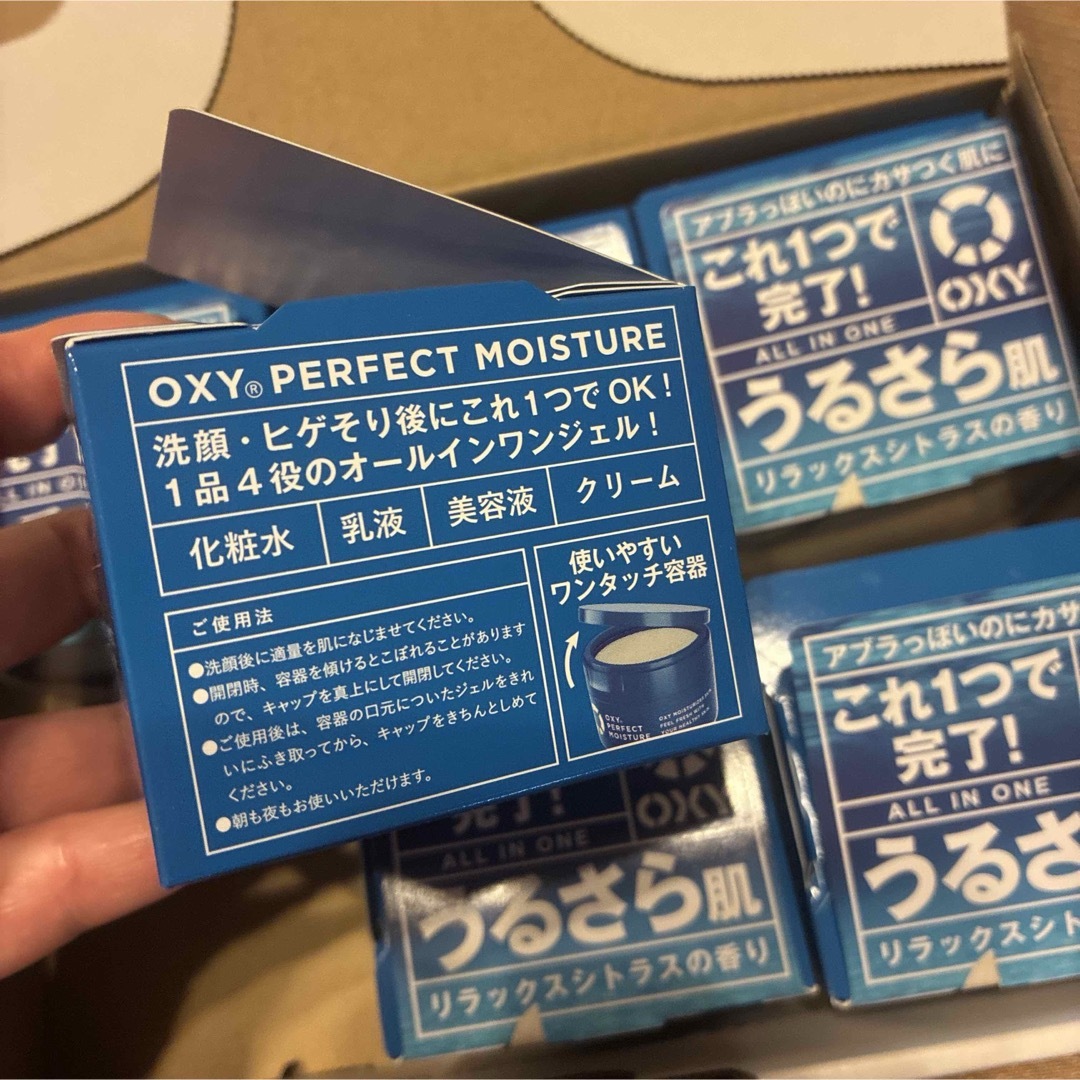 OXY® PERFECT MOISTURE
洗顔・ヒゲそり後にこれ1つでOK!
1品4役のオールインワンジェル!
化粧水
乳液
美容液
クリーム
ご使用法
●洗顔後に適量を肌になじませてください。
●開閉時、容器を傾けるとこぼれることがあります
ので、キャップを真上にして開閉してください。
●ご使用後は、容器の口元についたジェルをきれ
いにふき取ってから、キャップをきちんとしめて
ください。
●朝も夜もお使いいただけます。
使いやすい
ワンタッチ容器
OXY.
PERFECT
MOISTURE
OXY MOISTURIZES SKIN
FEEL FRESH WITH
YOUR HEALTHY SKIN
アブラっぽいのにカサつく肌に
これ1つで
完了!
ALL IN ONE
OXY
うるさら肌
リラックスシトラスの香り
アブラっぽいのにカサ
これ1つで
完了!
ALL IN ONE
うるさ
リラックスシト
完了!
ALL IN ONE
OXY
うるさら肌
リラックスシトラスの香り